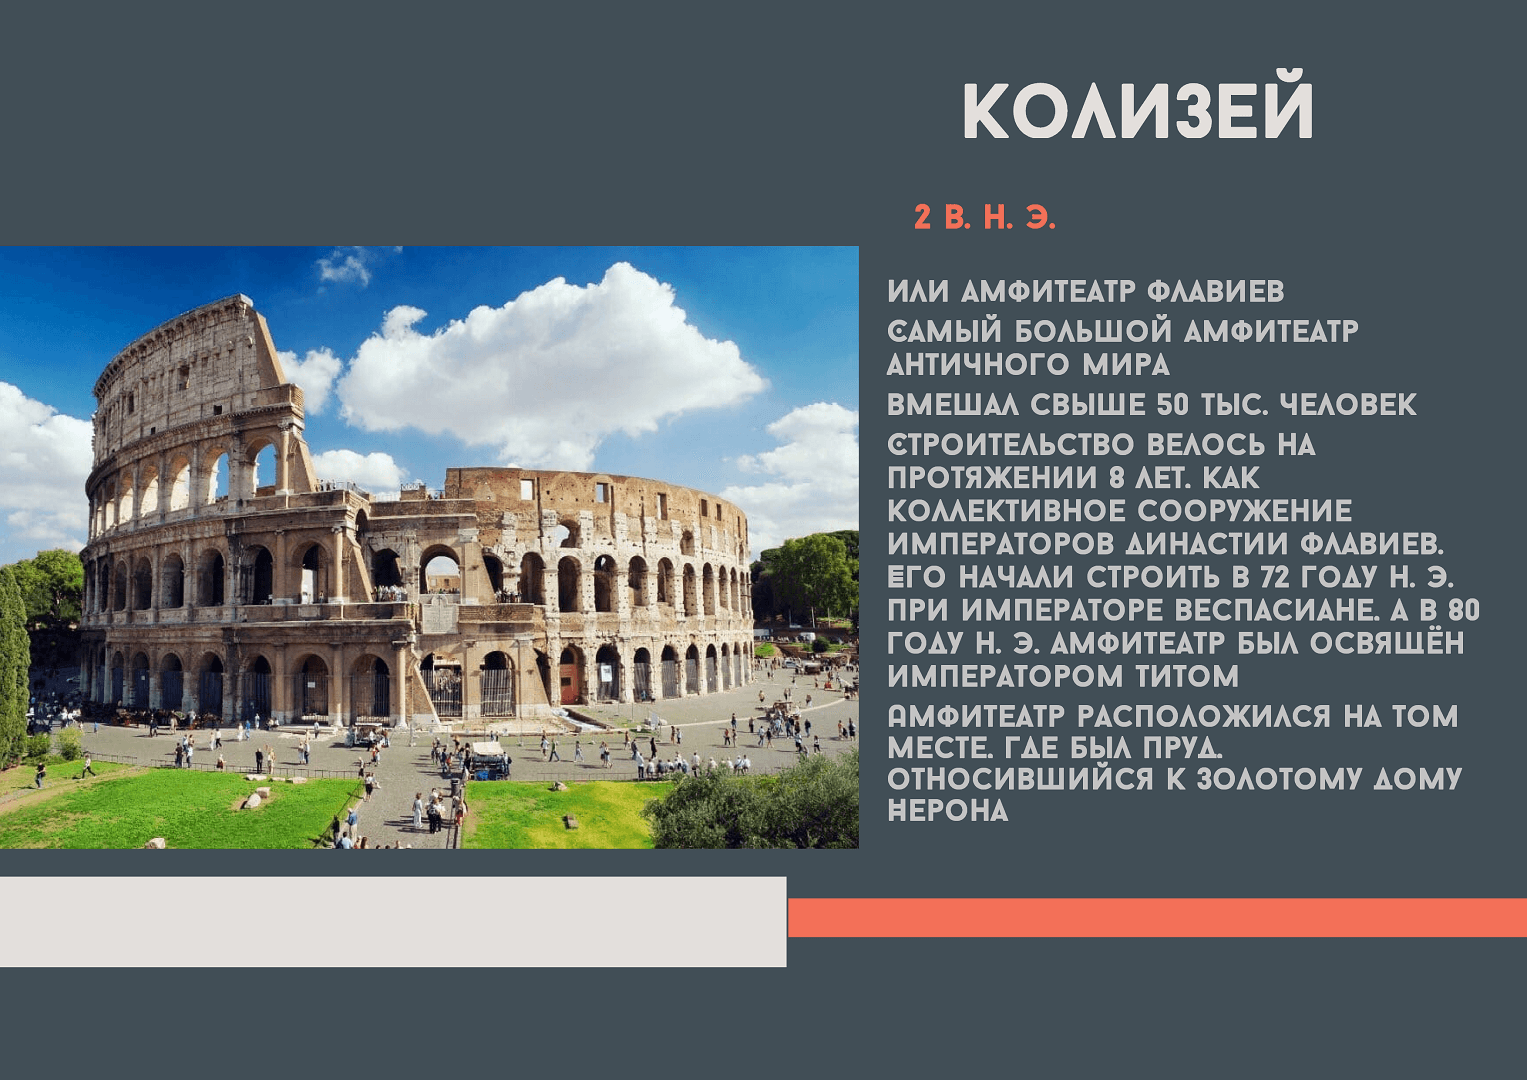 КОЛИЗЕЙ
2 В. Н. Э.
ИЛИ АМФИТЕАТР ФЛАВИЕВ
САМЫЙ БОЛЬШОЙ АМФИТЕАТР
АНТИЧНОГО МИРА
ВМЕШАЛ СВЫШЕ 50 ТЫС. ЧЕЛОВЕК
СТРОИТЕЛЬСТВО ВЕЛОСЬ НА
ПРОТЯЖЕНИИ 8 ЛЕТ. КАК
КОЛЛЕКТИВНОЕ СООРУЖЕНИЕ
ИМПЕРАТОРОВ ДИНАСТИИ ФЛАВИЕВ.
ЕГО НАЧАЛИ СТРОИТЬ В 72 ГОДУ Н. Э.
ПРИ ИМПЕРАТОРЕ ВЕСПАСИАНЕ. А В 80
ГОДУ Н. Э. АМФИТЕАТР БЫЛ ОСВЯЩЁН
ИМПЕРАТОРОМ ТИТОМ
АМФИТЕАТР РАСПОЛОЖИЛСЯ НА ТОМ
МЕСТЕ. ГДЕ БЫЛ ПРУД.
ОТНОСИВШИЙСЯ К ЗОЛОТОМУ ДОМУ
НЕРОНА